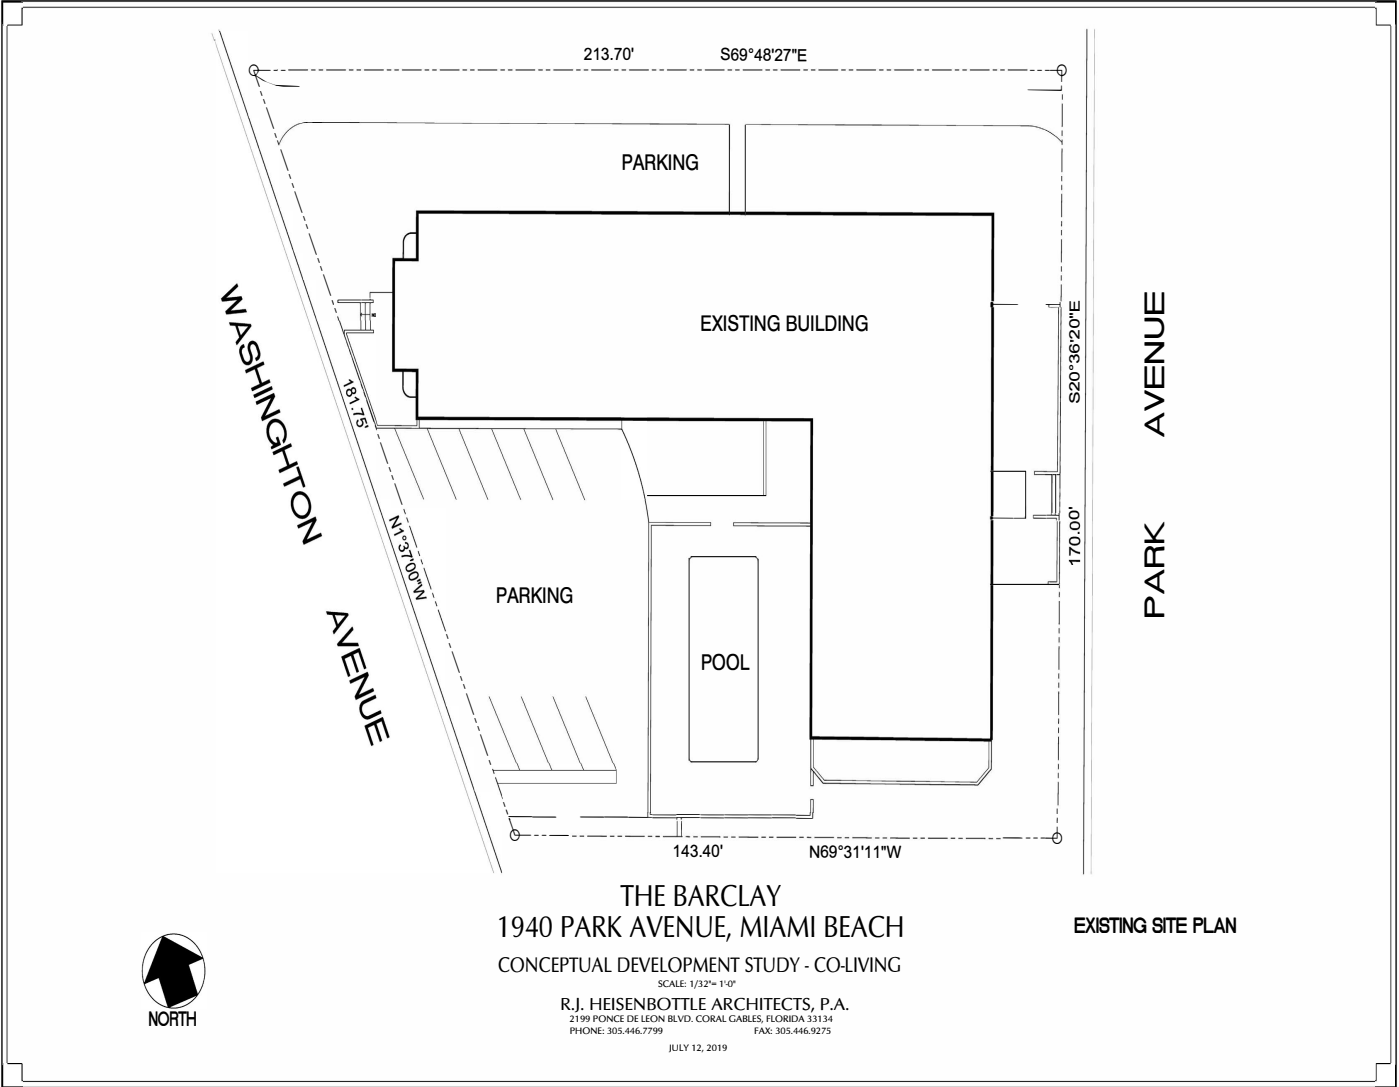 213.70' S69°48'27"E
PARKING
EXISTING BUILDING
WASHINGHTON
AVENUE
181.75'
N1°37'00"W
S20°36'20"E
170.00'
PARK AVENUE
PARKING
POOL
143.40' N69°31'11"W
THE BARCLAY
1940 PARK AVENUE, MIAMI BEACH
EXISTING SITE PLAN
CONCEPTUAL DEVELOPMENT STUDY - CO-LIVING
SCALE: 1/32"= 1'-0"
R.J. HEISENBOTTLE ARCHITECTS, P.A.
2199 PONCE DE LEON BLVD. CORAL GABLES, FLORIDA 33134
PHONE: 305.446.7799 FAX: 305.446.9275
JULY 12, 2019
NORTH